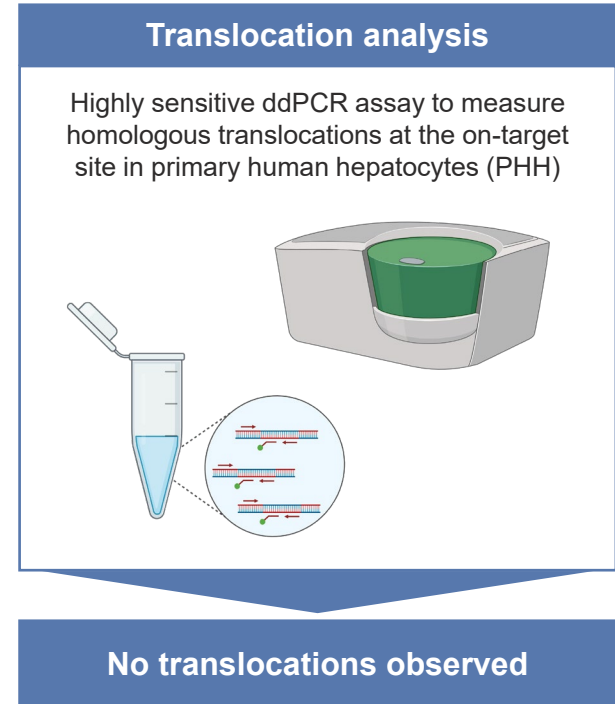 Translocation analysis
Highly sensitive ddPCR assay to measure
homologous translocations at the on-target
site in primary human hepatocytes (PHH)
No translocations observed